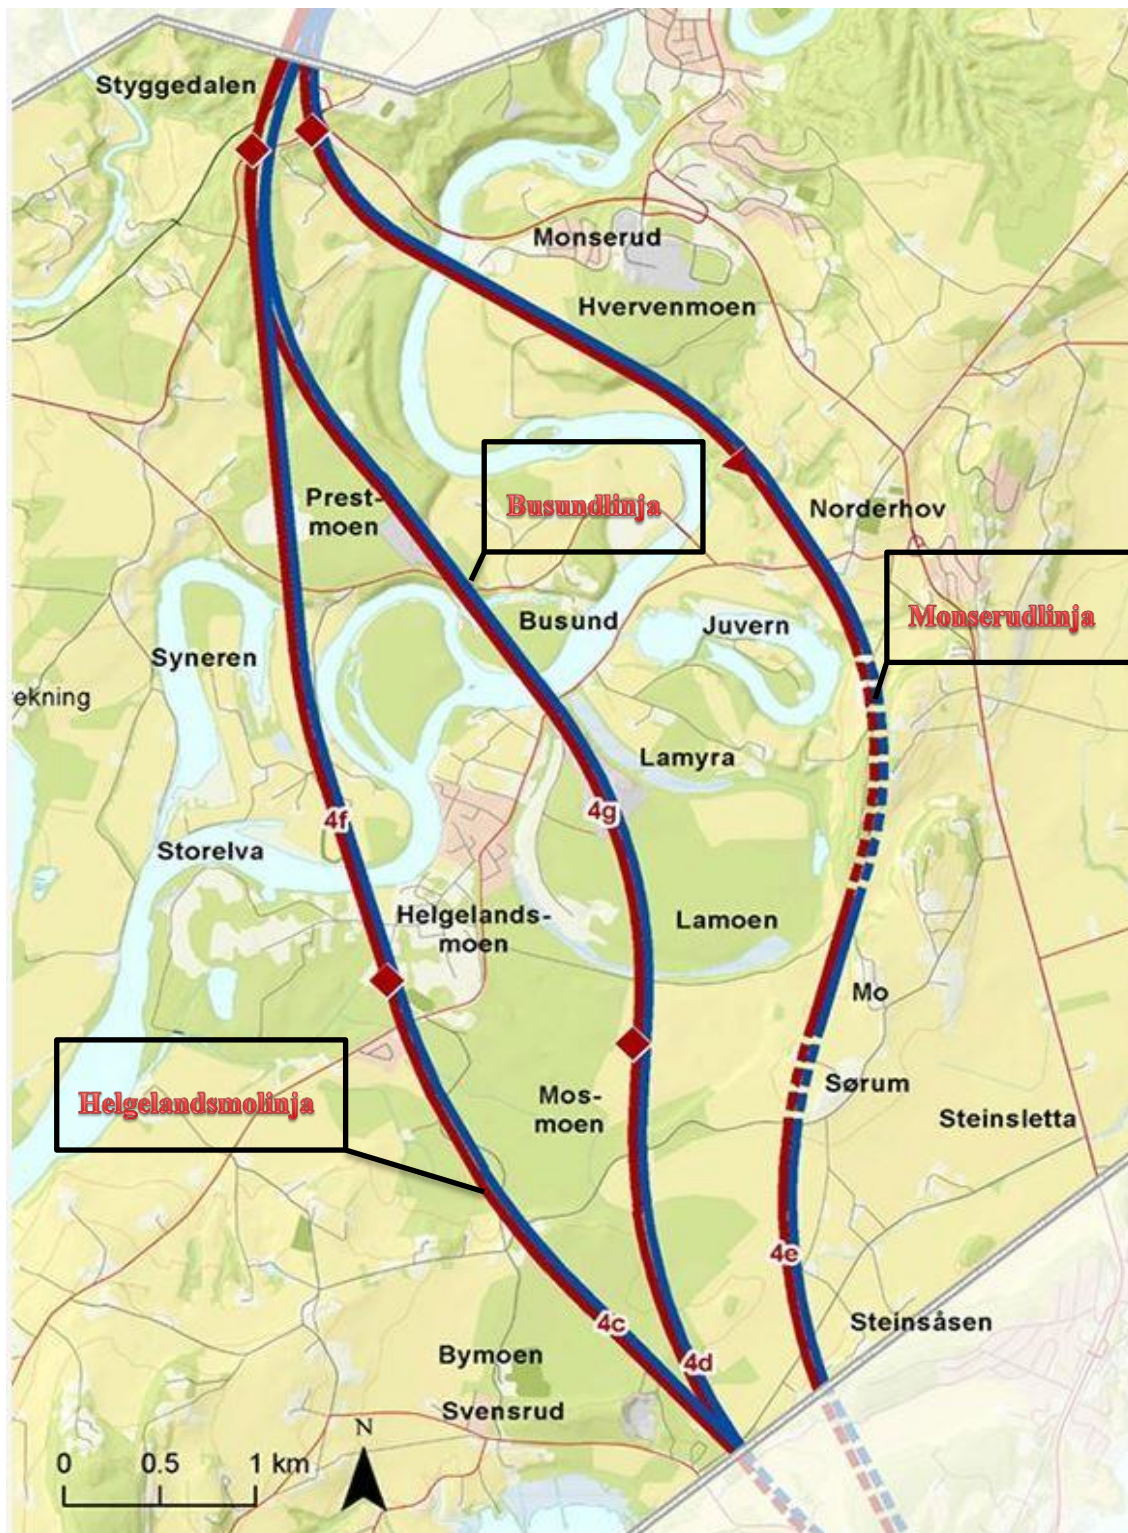 Styggedalen
Monserud
Hvervenmoen
Prest-
moen
Busundlinja
Norderhov
Monserudlinja
Busund
Juvern
Syneren
ekning
Lamyra
4f
4g
Storelva
Helgelands-
moen
Lamoen
Mo
Helgelandsmolinja
Mos-
moen
Sørum
Steinsletta
4e
4c
Steinsåsen
Bymoen
4d
Svensrud
N
0 0.5 1 km